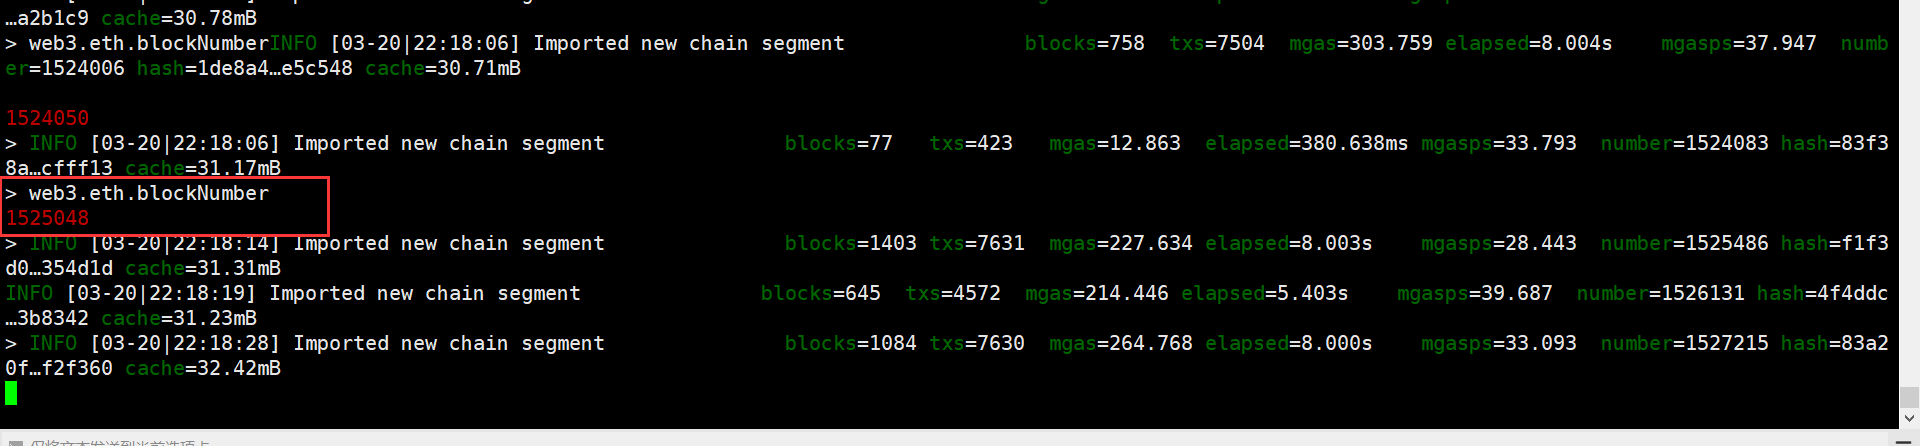 …a2b1c9 cache=30.78mB
> web3.eth.blockNumberINFO [03-20|22:18:06] Imported new chain segment blocks=758 txs=7504 mgas=303.759 elapsed=8.004s mgasps=37.947 numb
er=1524006 hash=1de8a4…e5c548 cache=30.71mB
1524050
> INFO [03-20|22:18:06] Imported new chain segment blocks=77 txs=423 mgas=12.863 elapsed=380.638ms mgasps=33.793 number=1524083 hash=83f3
8a…cfff13 cache=31.17mB
> web3.eth.blockNumber
1525048
> INFO [03-20|22:18:14] Imported new chain segment blocks=1403 txs=7631 mgas=227.634 elapsed=8.003s mgasps=28.443 number=1525486 hash=f1f3
d0…354d1d cache=31.31mB
INFO [03-20|22:18:19] Imported new chain segment blocks=645 txs=4572 mgas=214.446 elapsed=5.403s mgasps=39.687 number=1526131 hash=4f4ddc
…3b8342 cache=31.23mB
> INFO [03-20|22:18:28] Imported new chain segment blocks=1084 txs=7630 mgas=264.768 elapsed=8.000s mgasps=33.093 number=1527215 hash=83a2
0f…f2f360 cache=32.42mB